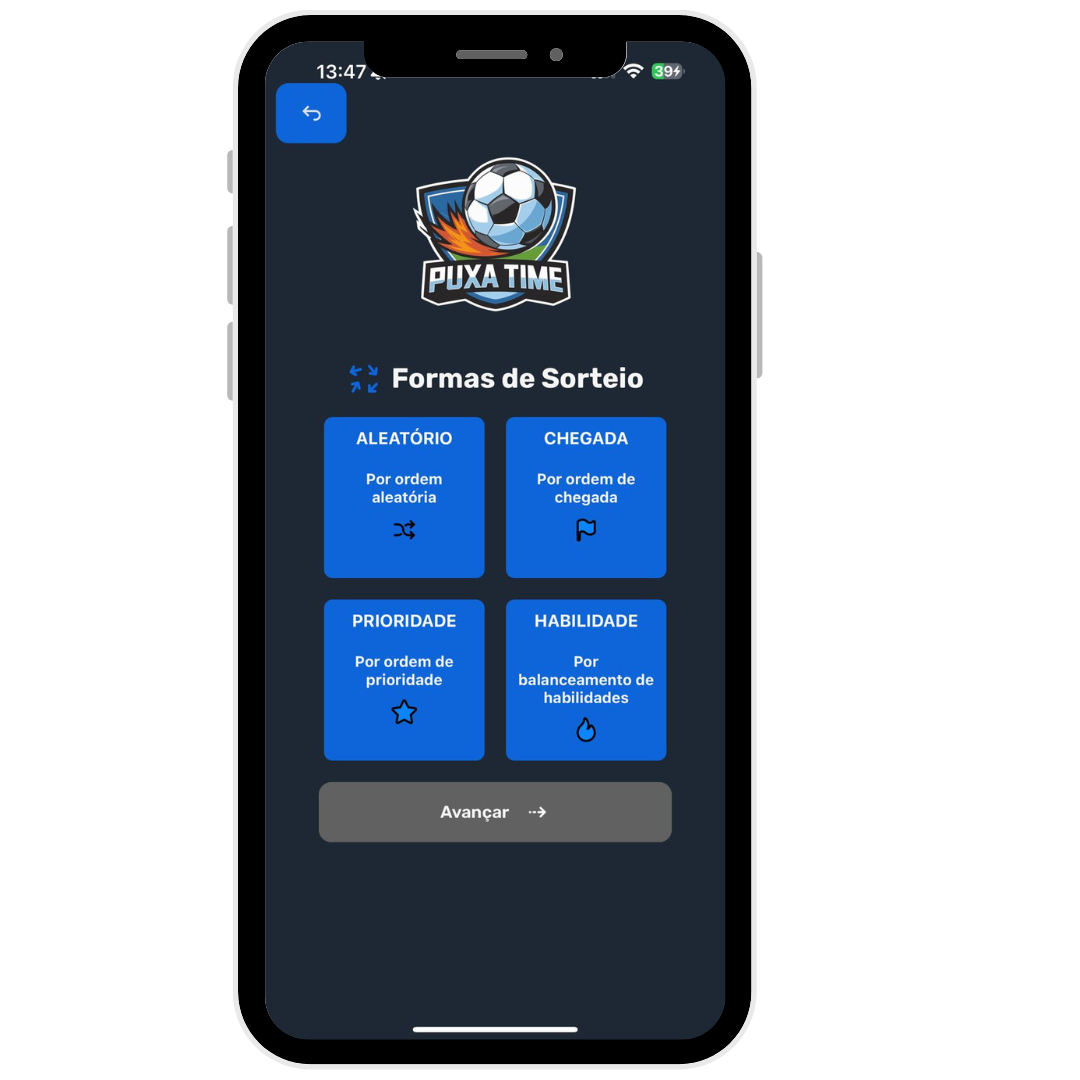 13:47
39
PUXA TIME
Formas de Sorteio
ALEATÓRIO
Por ordem
aleatória
CHEGADA
Por ordem de
chegada
PRIORIDADE
Por ordem de
prioridade
HABILIDADE
Por
balanceamento de
habilidades
Avançar